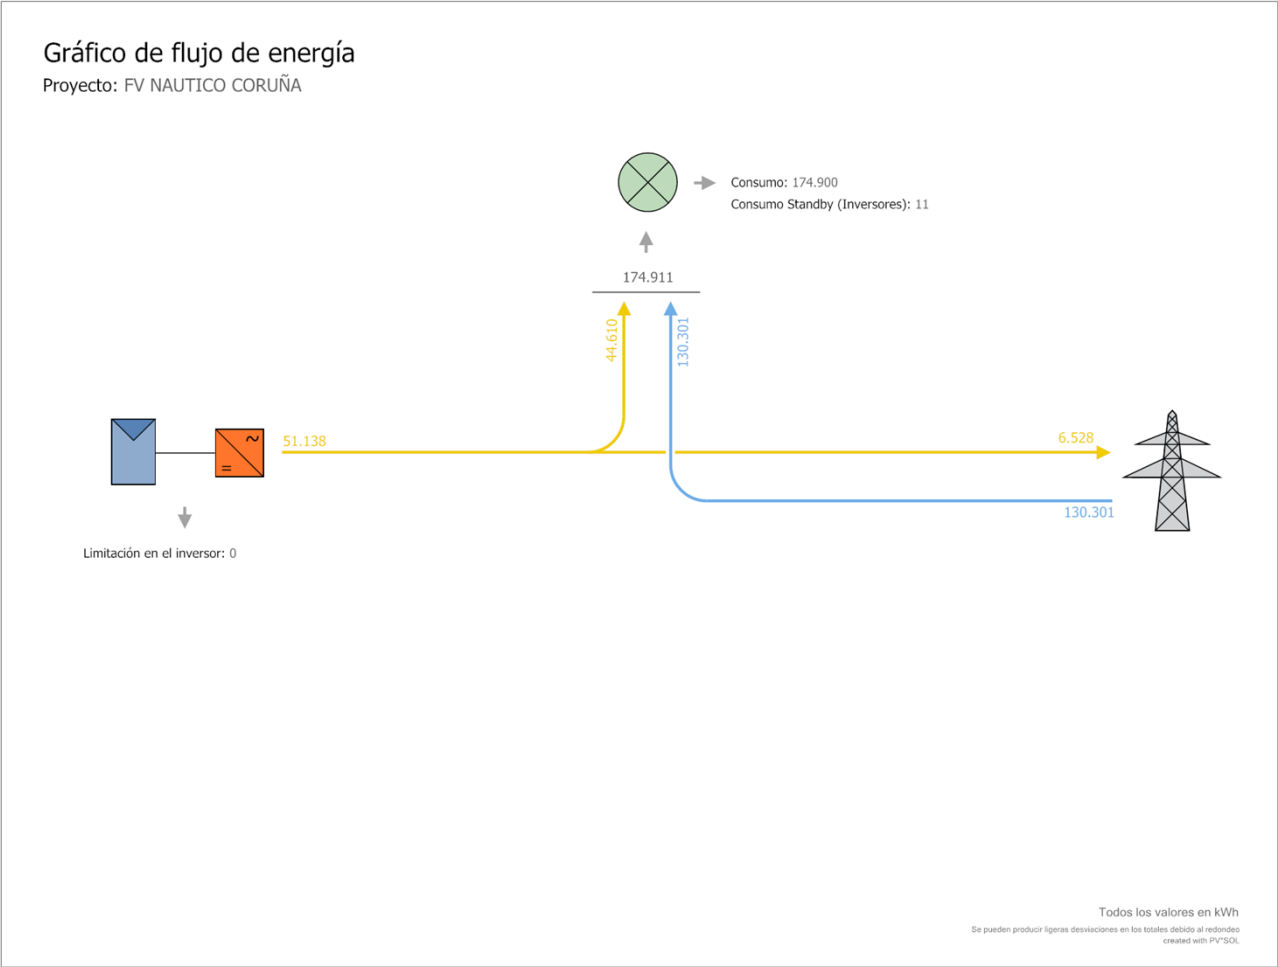 Gráfico de flujo de energía
Proyecto: FV NAUTICO CORUÑA
Consumo: 174.900
Consumo Standby (Inversores): 11
174.911
44.610
130.301
51.138
6.528
130.301
Limitación en el inversor: 0
Todos los valores en kWh
Se pueden producir ligeras desviaciones en los totales debido al redondeo
created with PV*SOL